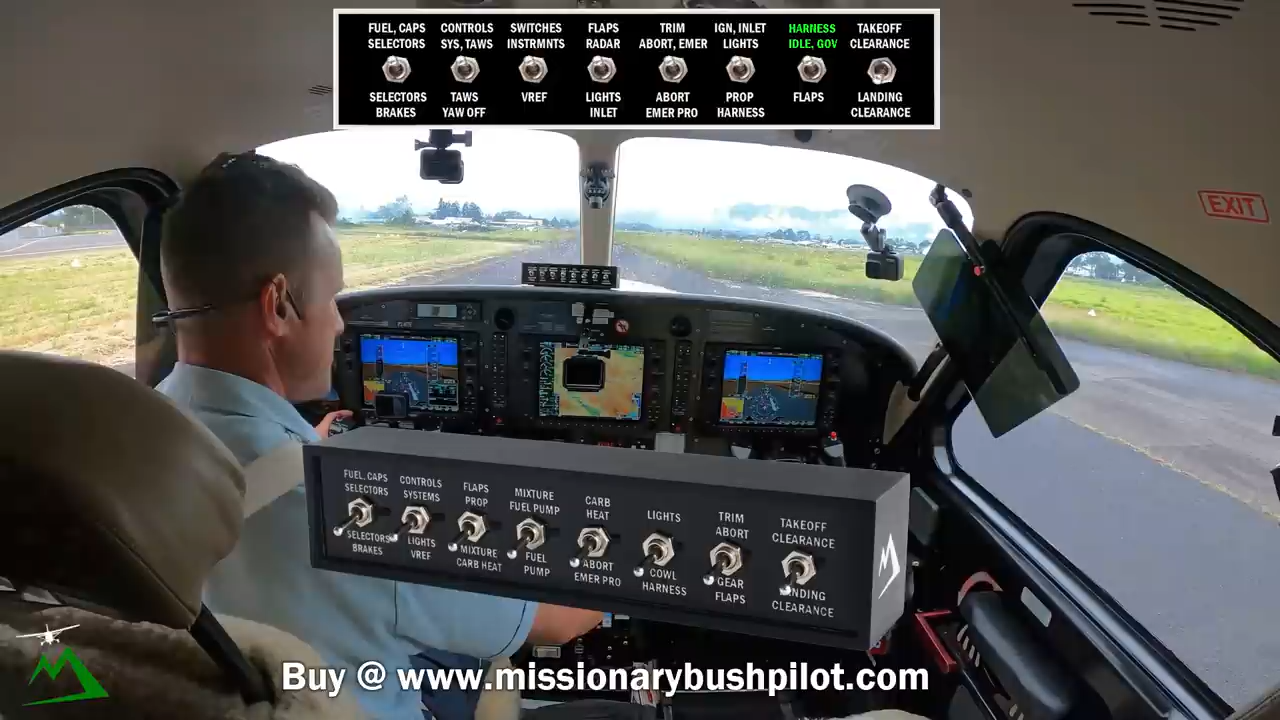 FUEL, CAPS CONTROLS SWITCHES FLAPS TRIM IGN, INLET HARNESS TAKEOFF
SELECTORS SYS, TAWS INSTRMNTS RADAR ABORT, EMER LIGHTS IDLE, GOV CLEARANCE
SELECTORS TAWS VREF LIGHTS ABORT PROP FLAPS LANDING
BRAKES YAW OFF INLET EMER PRO HARNESS CLEARANCE
EXIT
FUEL, CAPS CONTROLS FLAPS MIXTURE CARB LIGHTS TRIM TAKEOFF
SELECTORS SYSTEMS PROP FUEL PUMP HEAT ABORT CLEARANCE
SELECTORS LIGHTS MIXTURE FUEL ABORT COWL GEAR LANDING
BRAKES VREF CARB HEAT PUMP EMER PRO HARNESS FLAPS CLEARANCE
Buy @ www.missionarybushpilot.com